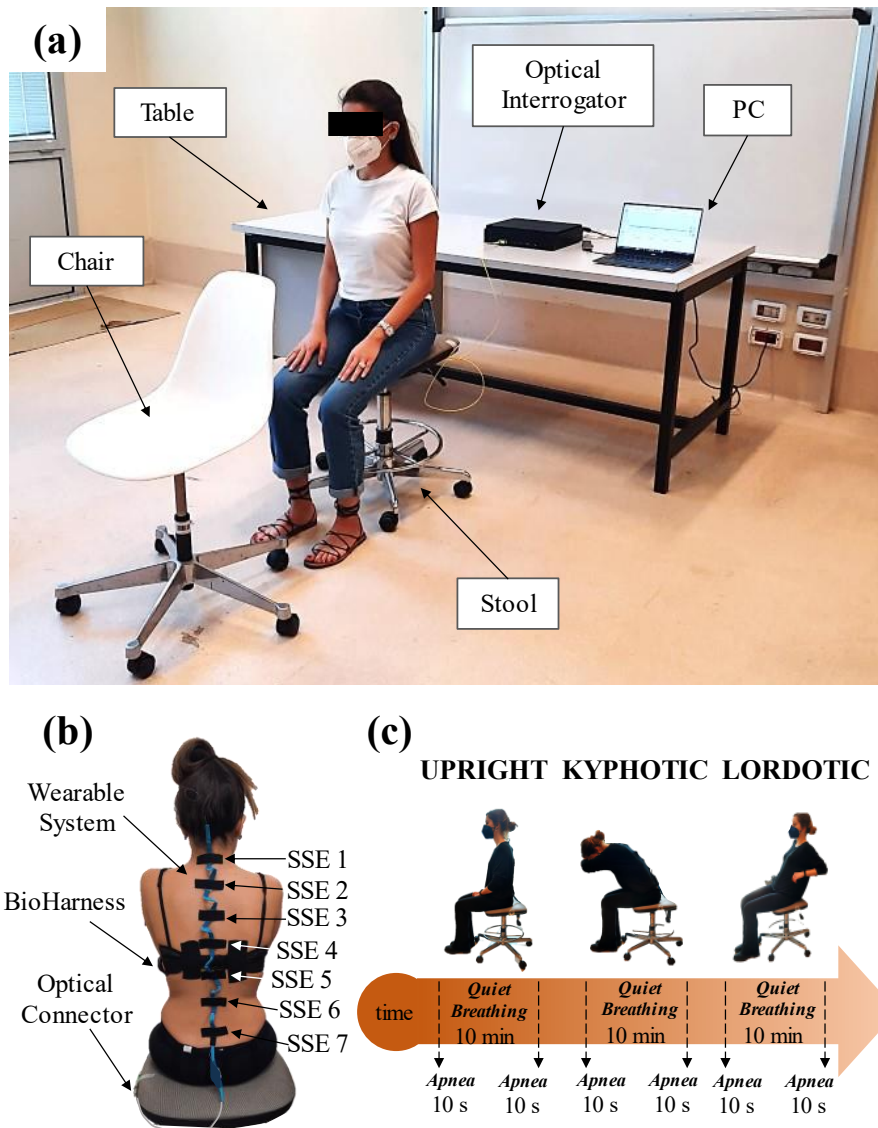 (a)
Optical
Interrogator
Table
PC
Chair
Stool
(b)
Wearable
System
BioHarness
Optical
Connector
SSE 1
SSE 2
SSE 3
SSE 4
SSE 5
SSE 6
SSE 7
(c)
UPRIGHT KYPHOTIC LORDOTIC
time
Quiet
Breathing
10 min
Quiet
Breathing
10 min
Quiet
Breathing
10 min
Apnea
10 s
Apnea
10 s
Apnea
10 s
Apnea
10 s
Apnea
10 s
Apnea
10 s